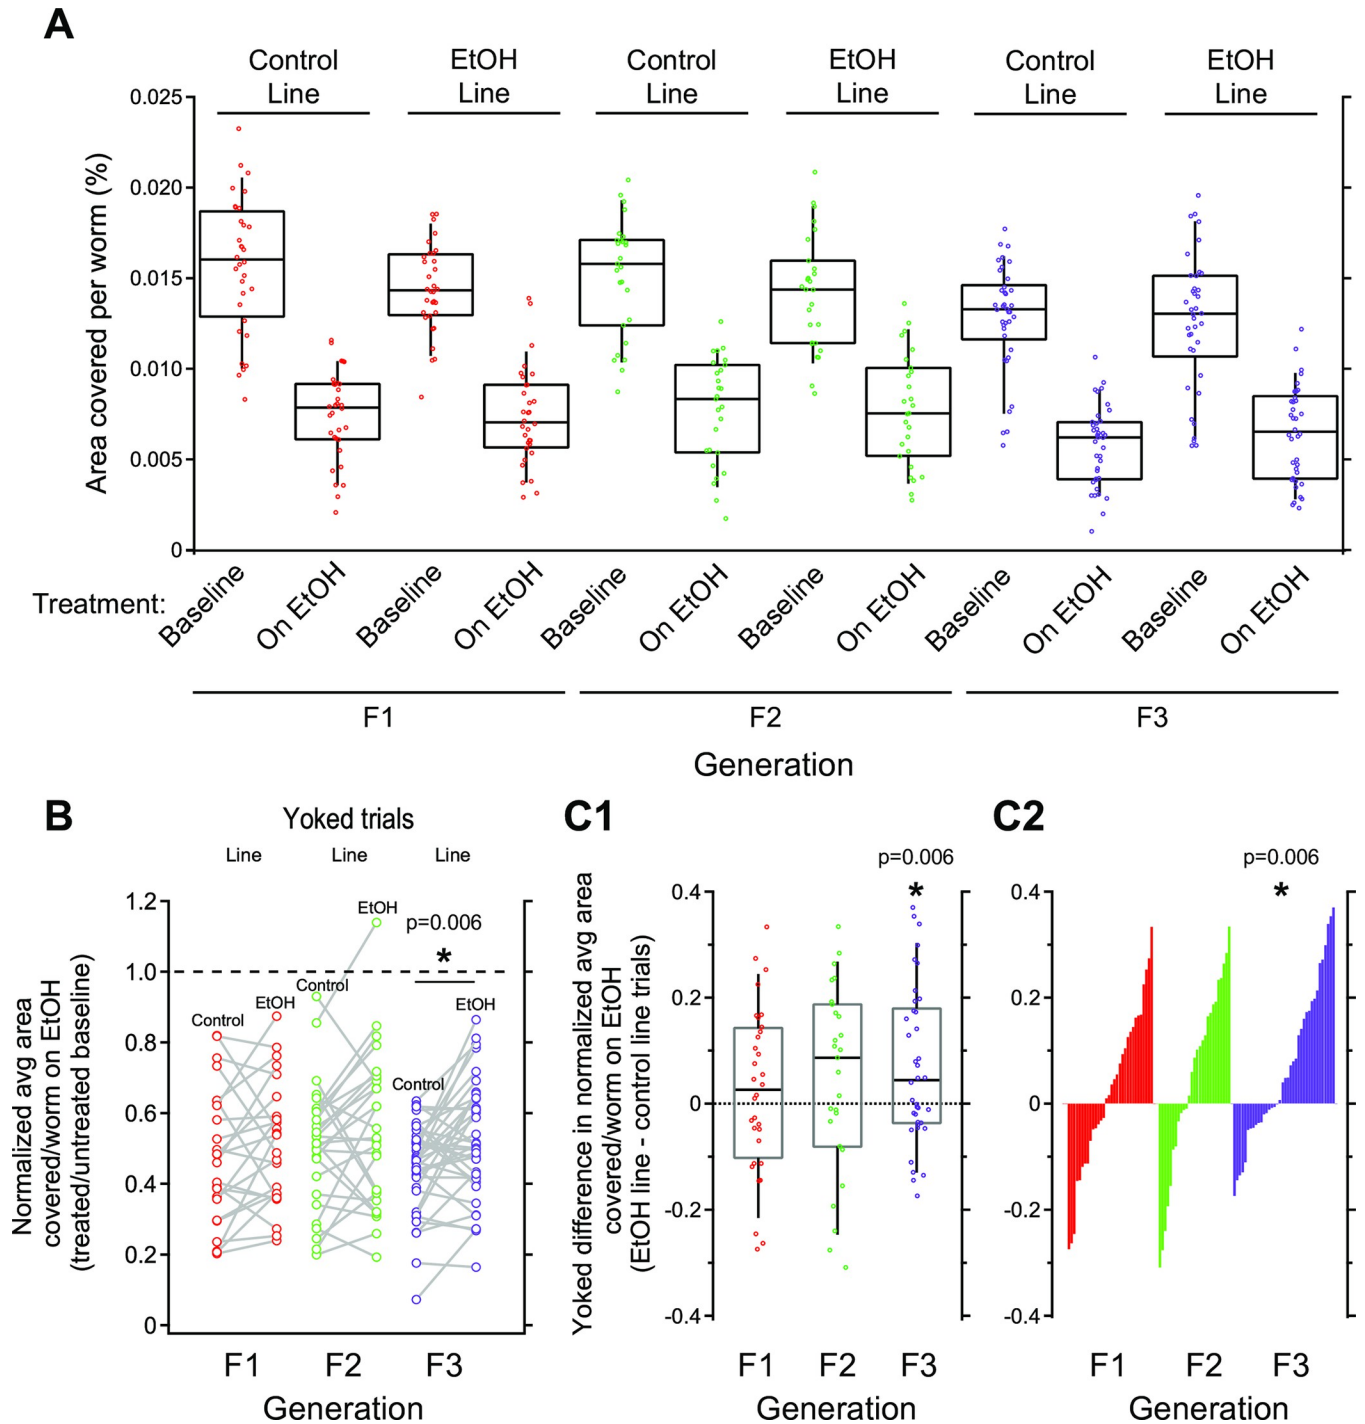 A
Control Line
EtOH Line
Control Line
EtOH Line
Control Line
EtOH Line
Area covered per worm (%)
0.025
0.020
0.015
0.010
0.005
0
Treatment:
Baseline
On EtOH
Baseline
On EtOH
Baseline
On EtOH
Baseline
On EtOH
Baseline
On EtOH
Baseline
On EtOH
F1
F2
F3
Generation
B
Yoked trials
Line
Line
Line
Normalized avg area
covered/worm on EtOH
(treated/untreated baseline)
1.2
1.0
0.8
0.6
0.4
0.2
0
Control
EtOH
Control
EtOH
Control
EtOH
p=0.006
*
F1
F2
F3
Generation
C1
Yoked difference in normalized avg area
covered/worm on EtOH
(EtOH line - control line trials)
p=0.006
*
0.4
0.2
0
-0.2
-0.4
F1
F2
F3
Generation
C2
p=0.006
*
0.4
0.2
0
-0.2
-0.4
F1
F2
F3
Generation